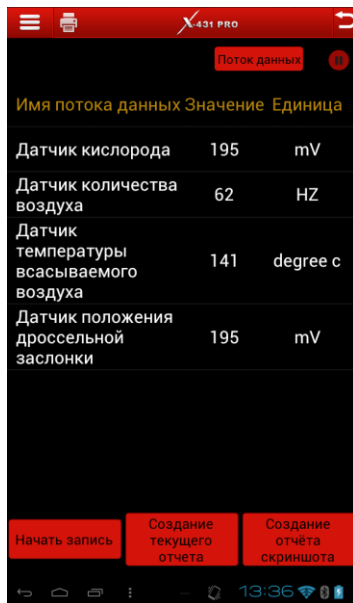 X-431 PRO
Поток данных
Имя потока данных Значение Единица
Датчик кислорода 195 mV
Датчик количества
воздуха 62 HZ
Датчик
температуры
всасываемого 141 degree c
воздуха
Датчик положения
дроссельной 195 mV
заслонки
Начать запись
Создание
текущего
отчета
Создание
отчёта
скриншота
13:36